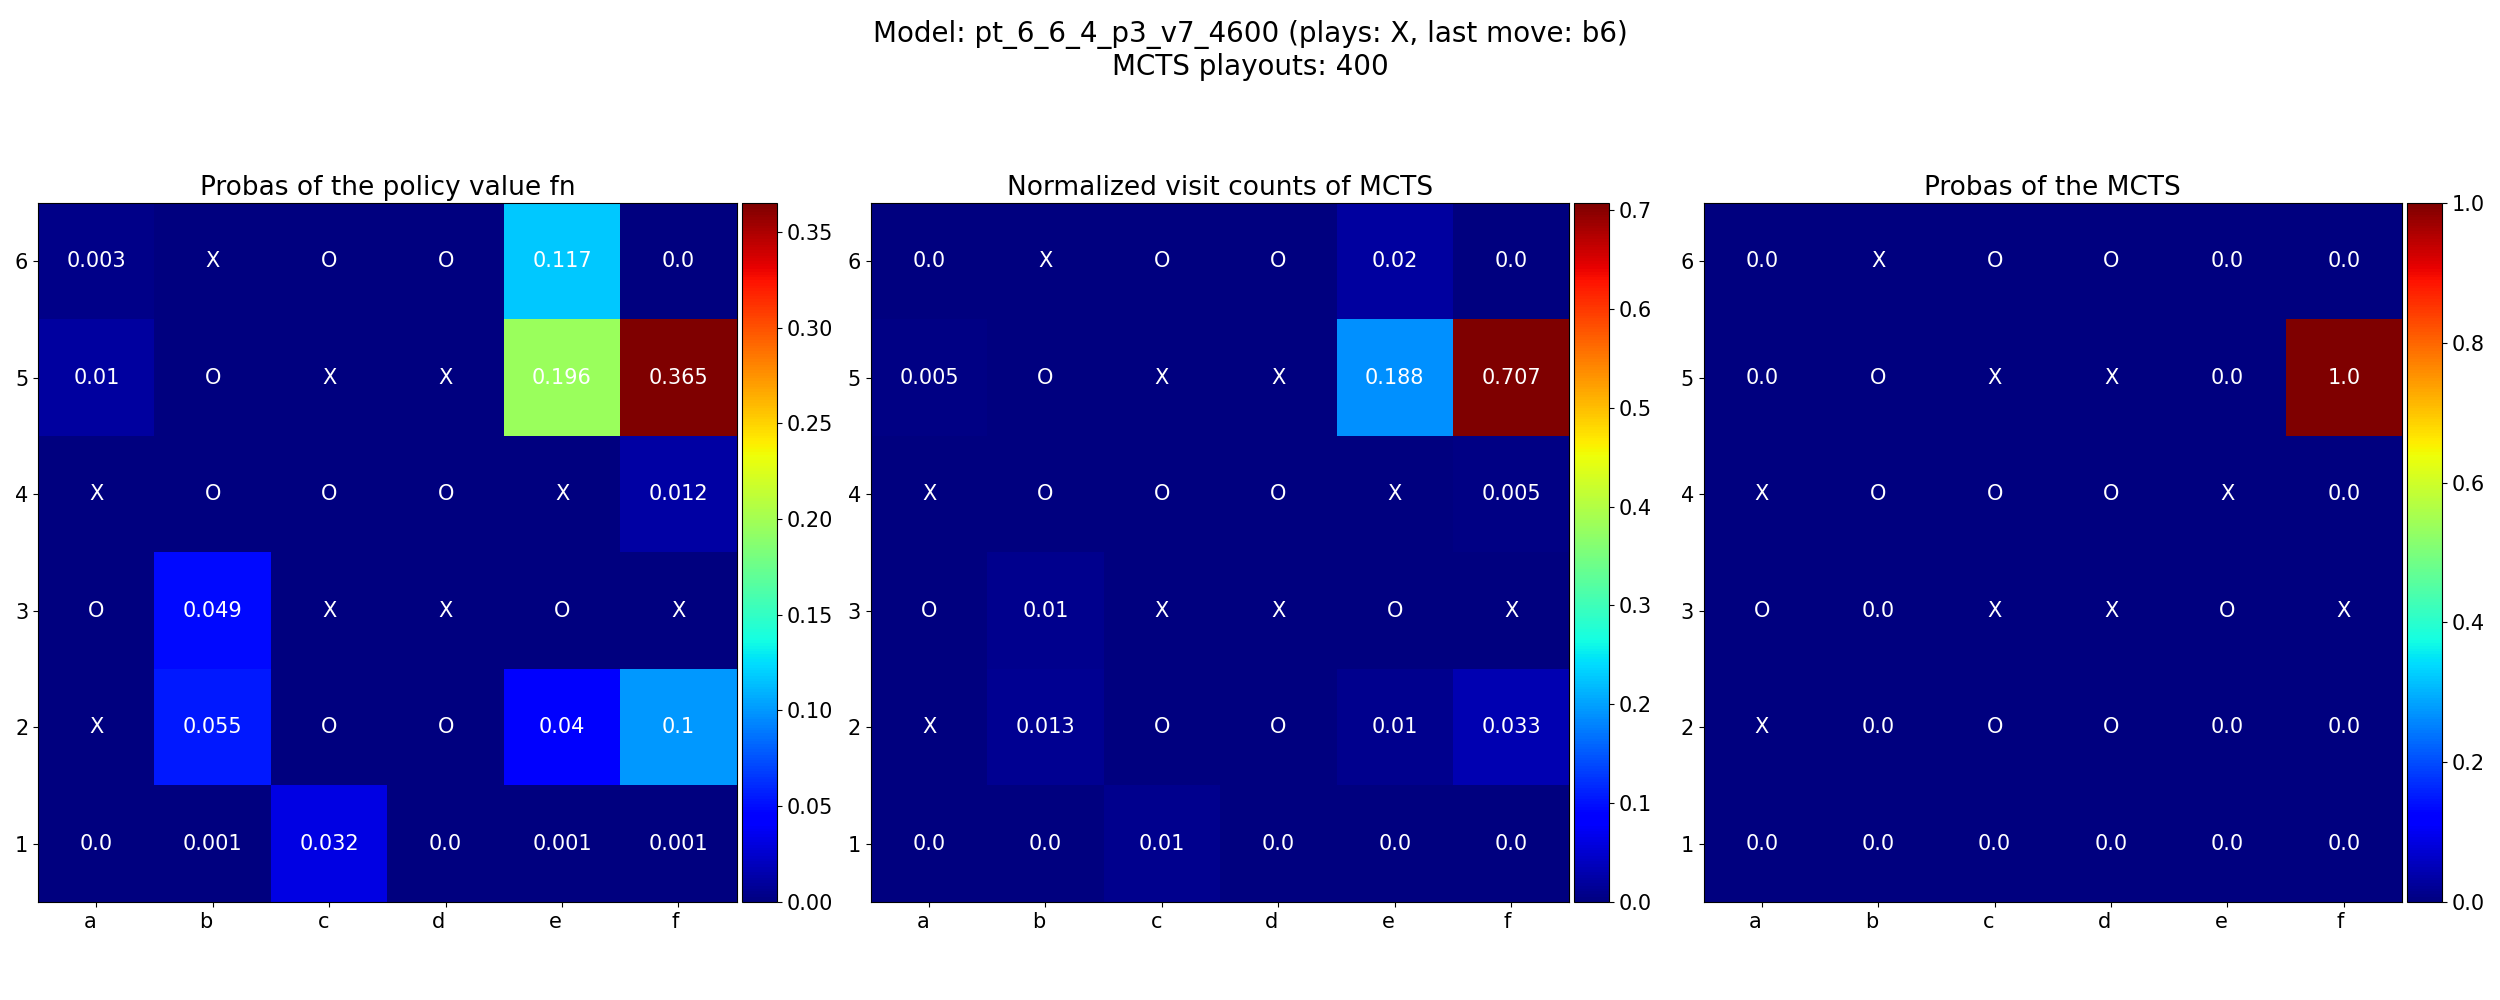 Model: pt_6_6_4_p3_v7_4600 (plays: X, last move: b6)
MCTS playouts: 400
Probas of the policy value fn
6 0.003 X O O 0.117 0.0
5 0.01 O X X 0.196 0.365
4 X O O O X 0.012
3 O 0.049 X X O X
2 X 0.055 O O 0.04 0.1
1 0.0 0.001 0.032 0.0 0.001 0.001
a b c d e f
0.35
0.30
0.25
0.20
0.15
0.10
0.05
0.00
Normalized visit counts of MCTS
6 0.0 X O O 0.02 0.0
5 0.005 O X X 0.188 0.707
4 X O O O X 0.005
3 O 0.01 X X O X
2 X 0.013 O O 0.01 0.033
1 0.0 0.0 0.01 0.0 0.0 0.0
a b c d e f
0.7
0.6
0.5
0.4
0.3
0.2
0.1
0.0
Probas of the MCTS
6 0.0 X O O 0.0 0.0
5 0.0 O X X 0.0 1.0
4 X O O O X 0.0
3 O 0.0 X X O X
2 X 0.0 O O 0.0 0.0
1 0.0 0.0 0.0 0.0 0.0 0.0
a b c d e f
1.0
0.8
0.6
0.4
0.2
0.0